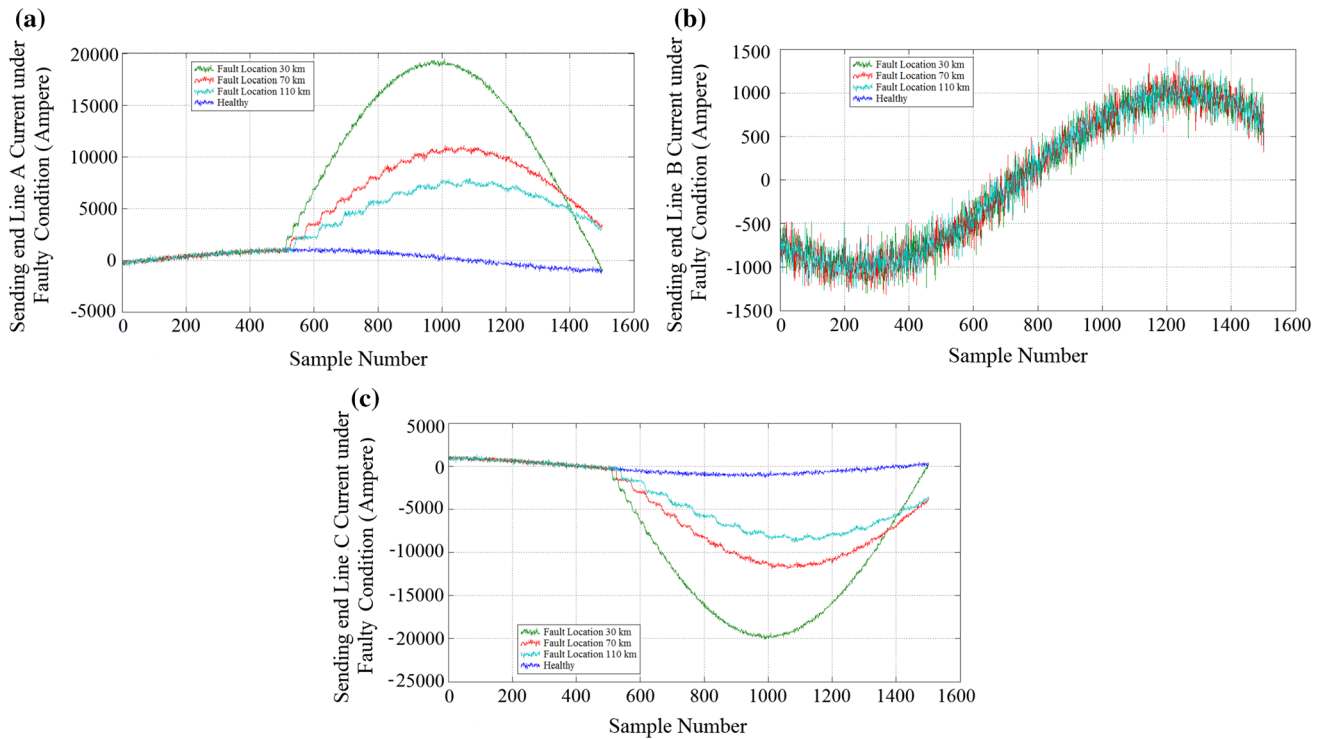 (a)
Sending end Line A Current under
Faulty Condition ( Ampere)
20000
15000
10000
5000
0
-5000
Fault Location 30 km
Fault Location 70 km
Fault Location 110 km
Healthy
0 200 400 600 800 1000 1200 1400 1600
Sample Number
(b)
Sending end Line B Current under
Faulty Condition ( Ampere)
1500
1000
500
0
-500
-1000
-1500
Fault Location 30 km
Fault Location 70 km
Fault Location 110 km
Healthy
0 200 400 600 800 1000 1200 1400 1600
Sample Number
(c)
Sending end Line C Current under
Faulty Condition ( Ampere)
5000
0
-5000
-10000
-15000
-20000
-25000
Fault Location 30 km
Fault Location 70 km
Fault Location 110 km
Healthy
0 200 400 600 800 1000 1200 1400 1600
Sample Number